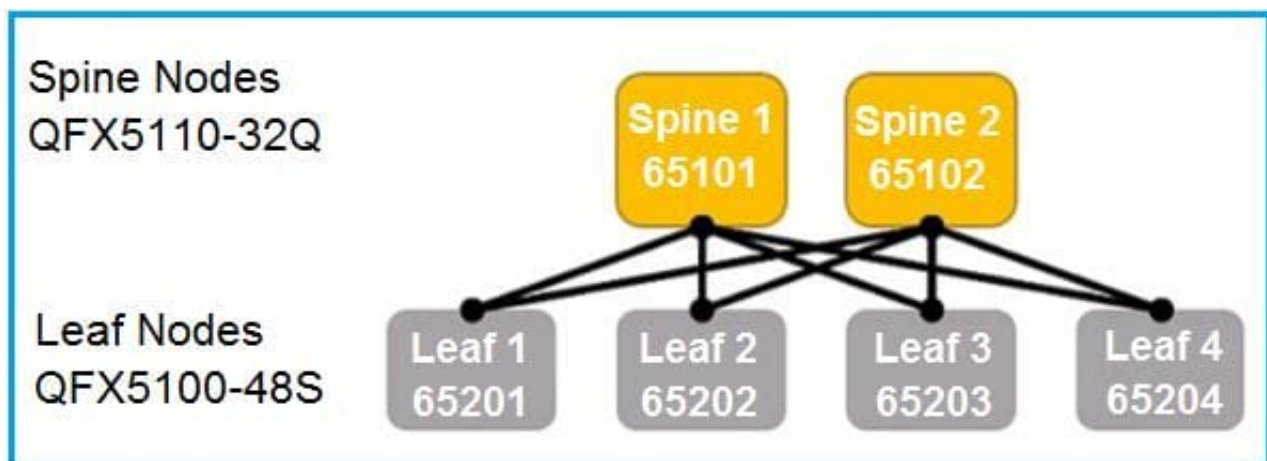 Spine Nodes
QFX5110-32Q
Spine 1
65101
Spine 2
65102
Leaf Nodes
QFX5100-48S
Leaf 1
65201
Leaf 2
65202
Leaf 3
65203
Leaf 4
65204